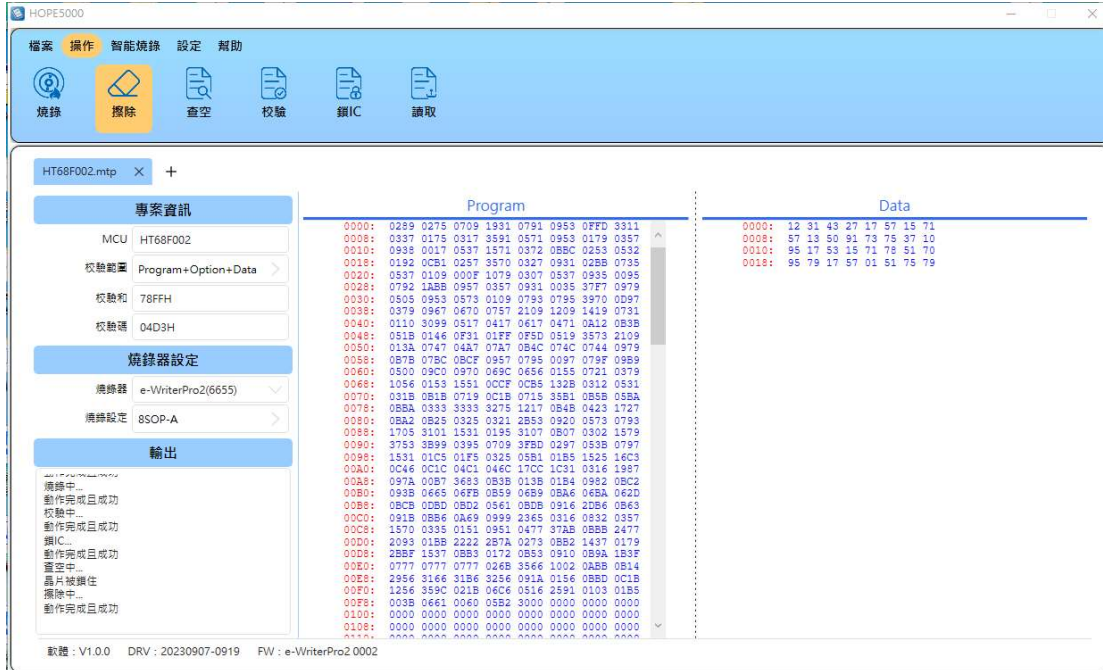 HOPE5000
檔案 操作 智能燒錄 設定 幫助
燒錄 擦除 查空 校驗 鎖IC 讀取
HT68F002.mtp
專案資訊
MCU HT68F002
校驗範圍 Program+Option+Data
校驗和 78FFH
校驗碼 04D3H
燒錄器設定
燒錄器 e-WriterPro2(6655)
燒錄設定 8SOP-A
輸出
燒錄中...
動作完成且成功
校驗中...
動作完成且成功
鎖IC...
動作完成且成功
查空中...
晶片被鎖住
擦除中...
動作完成且成功
Program
0000: 0289 0275 0709 1931 0791 0953 0FFD 3311
0008: 0337 0175 0317 3591 0571 0953 0179 0357
0010: 0938 0017 0537 1571 0372 0BBC 0253 0532
0018: 0192 0CB1 0257 3570 0327 0931 02BB 0735
0020: 0537 0109 000F 1079 0307 0537 0935 0095
0028: 0792 1ABB 0957 0357 0931 0035 37F7 0979
0030: 0505 0953 0573 0109 0793 0795 3970 0D97
0038: 0379 0967 0670 0757 2109 1209 1419 0731
0040: 0110 3099 0517 0417 0617 0471 0A12 0B3B
0048: 051B 0146 0F31 01FF 0F5D 0519 3573 2109
0050: 013A 0747 04A7 07A7 0B4C 074C 0744 0979
0058: 0B7B 07BC 0BCF 0957 0795 0097 079F 09B9
0060: 0500 09C0 0970 069C 0656 0155 0721 0379
0068: 1056 0153 1551 0CCF 0CB5 132B 0312 0531
0070: 031B 0B1B 0719 0C1B 0715 35B1 0B5B 05BA
0078: 0BBA 0333 3333 3275 1217 0B4B 0423 1727
0080: 0BA2 0B25 0325 0321 2B53 0920 0573 0793
0088: 1705 3101 1531 0195 3107 0B07 0302 1579
0090: 3753 3B99 0395 0709 3FBD 0297 053B 0797
0098: 1531 01C5 01F5 0325 05B1 01B5 1525 16C3
00A0: 0C46 0C1C 04C1 046C 17CC 1C31 0316 1987
00A8: 097A 00B7 3683 0B3B 013B 01B4 0982 0BC2
00B0: 093B 0665 06FB 0B59 06B9 0BA6 06BA 062D
00B8: 0BCB 0DBD 0BD2 0561 0BDB 0916 2DB6 0B63
00C0: 091B 0BB6 0A69 0999 2365 0316 0832 0357
00C8: 1570 0335 0151 0951 0477 37AB 0BBB 2477
00D0: 2093 01BB 2222 2B7A 0273 0BB2 1437 0179
00D8: 2BBF 1537 0BB3 0172 0B53 0910 0B9A 1B3F
00E0: 0777 0777 0777 026B 3566 1002 0ABB 0B14
00E8: 2956 3166 31B6 3256 091A 0156 0BBD 0C1B
00F0: 1256 359C 021B 06C6 0516 2591 0103 01B5
00F8: 003B 0661 0060 05B2 3000 0000 0000 0000
0100: 0000 0000 0000 0000 0000 0000 0000 0000
0108: 0000 0000 0000 0000 0000 0000 0000 0000
Data
0000: 12 31 43 27 17 57 15 71
0008: 57 13 50 91 73 75 37 10
0010: 95 17 53 15 71 78 51 70
0018: 95 79 17 57 01 51 75 79
軟體：V1.0.0 DRV：20230907-0919 FW：e-WriterPro2 0002